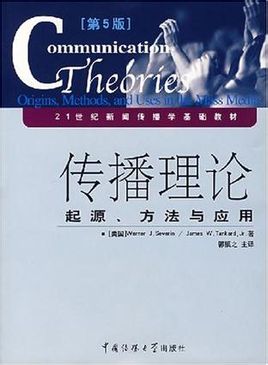 [第5版]
Communication
Theories
Origins, Methods, and Uses in the Mass Media
21世纪新闻传播学基础教材
传播理论
起源、方法与应用
[美国]Werner J. Severin / James W. Tankard, Jr. 著
郭镇之 主译
中国传媒大学出版社